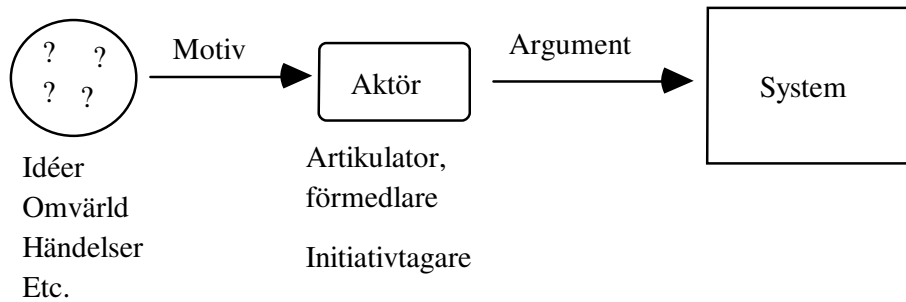 ? ?
? ?
Motiv
Aktör
Argument
System
Idéer
Omvärld
Händelser
Etc.
Artikulator,
förmedlare
Initiativtagare